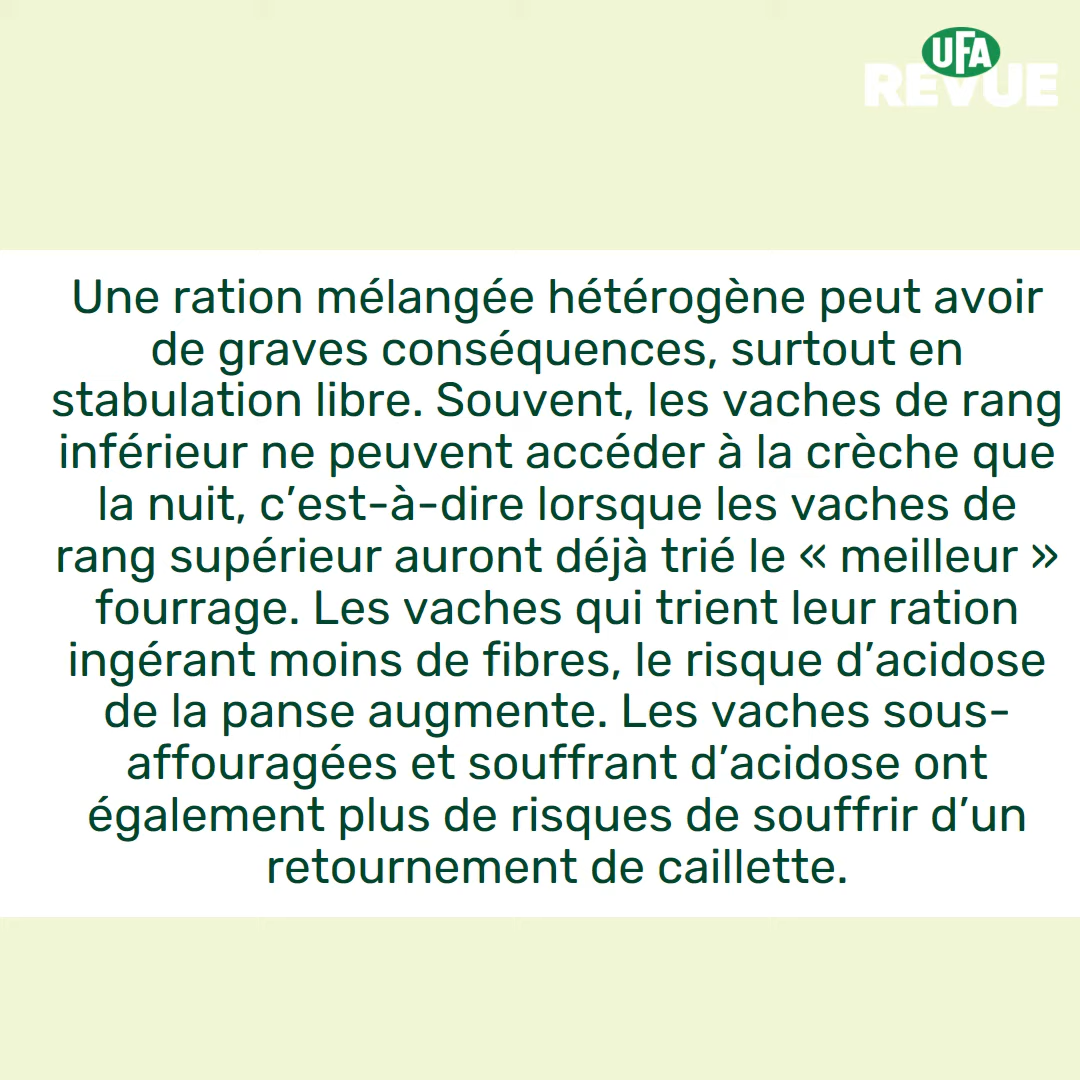 UFA
REVUE
Une ration mélangée hétérogène peut avoir
de graves conséquences, surtout en
stabulation libre. Souvent, les vaches de rang
inférieur ne peuvent accéder à la crèche que
la nuit, c’est-à-dire lorsque les vaches de
rang supérieur auront déjà trié le « meilleur »
fourrage. Les vaches qui trient leur ration
ingérant moins de fibres, le risque d’acidose
de la panse augmente. Les vaches sous-
affouragées et souffrant d’acidose ont
également plus de risques de souffrir d’un
retournement de caillette.